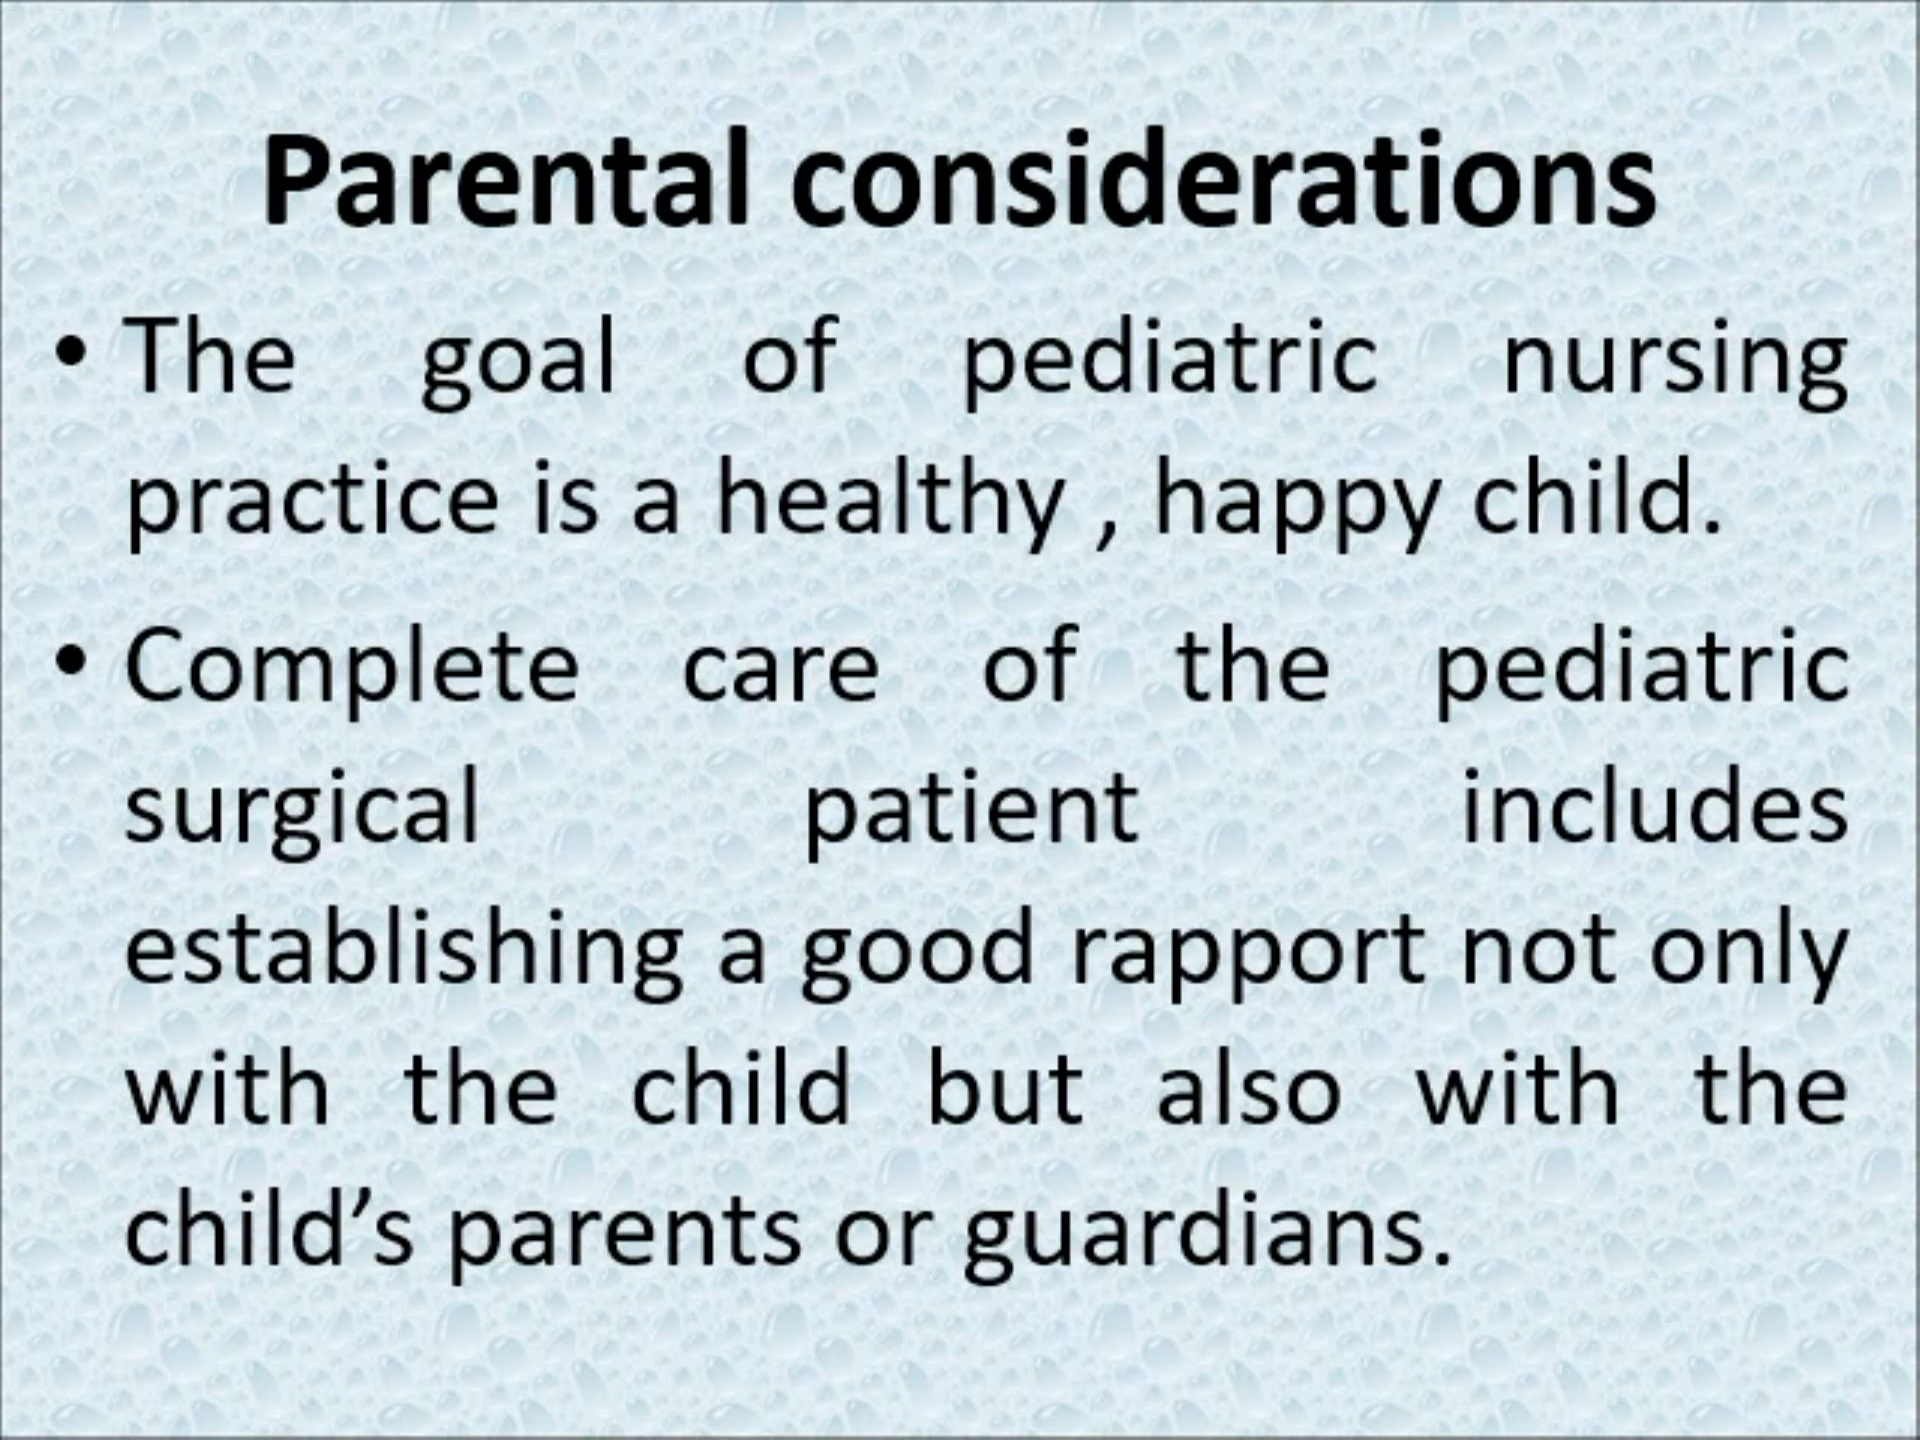 Parental considerations
• The goal of pediatric nursing
practice is a healthy , happy child.
• Complete care of the pediatric
surgical patient includes
establishing a good rapport not only
with the child but also with the
child’s parents or guardians.